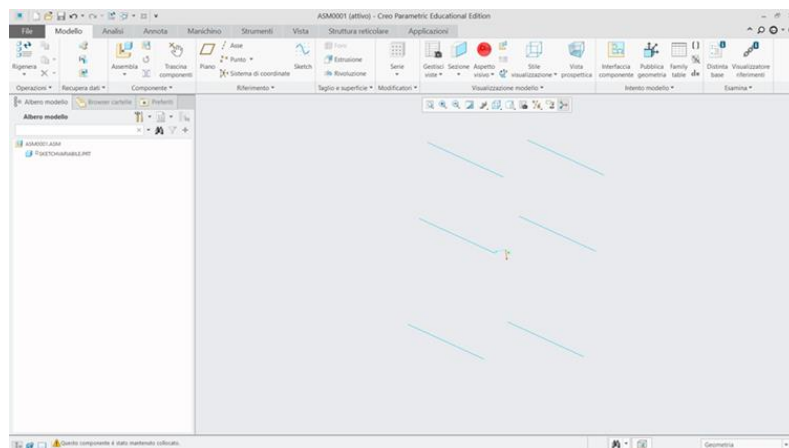 ASM0001 (attivo) - Creo Parametric Educational Edition
File Modello Analisi Annota Manichino Strumenti Vista Struttura reticolare Applicazioni
Rigenera
Assembla
Trascina componenti
Piano
Asse
Punto
Sistema di coordinate
Sketch
Estrusione
Rivoluzione
Serie
Gestisci viste
Sezione
Aspetto visivo
Stile visualizzazione
Vista prospettica
Interfaccia componente
Pubblica geometria
Family table
Distinta base
Visualizzatore riferimenti
Operazioni Recupera dati Componente Riferimento Taglio e superficie Modificatori Visualizzazione modello Intento modello Esamina
Albero modello Browser cartelle Preferiti
Albero modello
ASM0001.ASM
SKETCHVARIABILE.PRT
Questo componente è stato mantenuto collocato.
Geometria